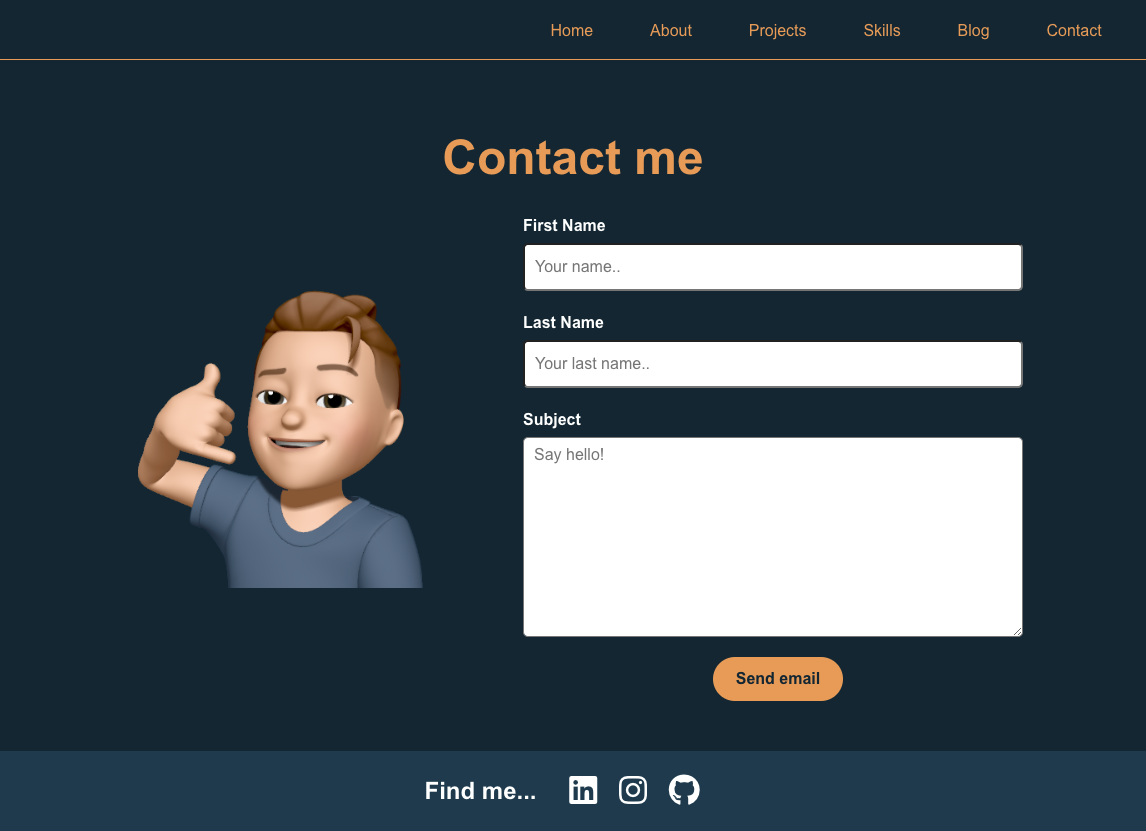 Home About Projects Skills Blog Contact
Contact me
First Name
Your name..
Last Name
Your last name..
Subject
Say hello!
Send email
Find me... in